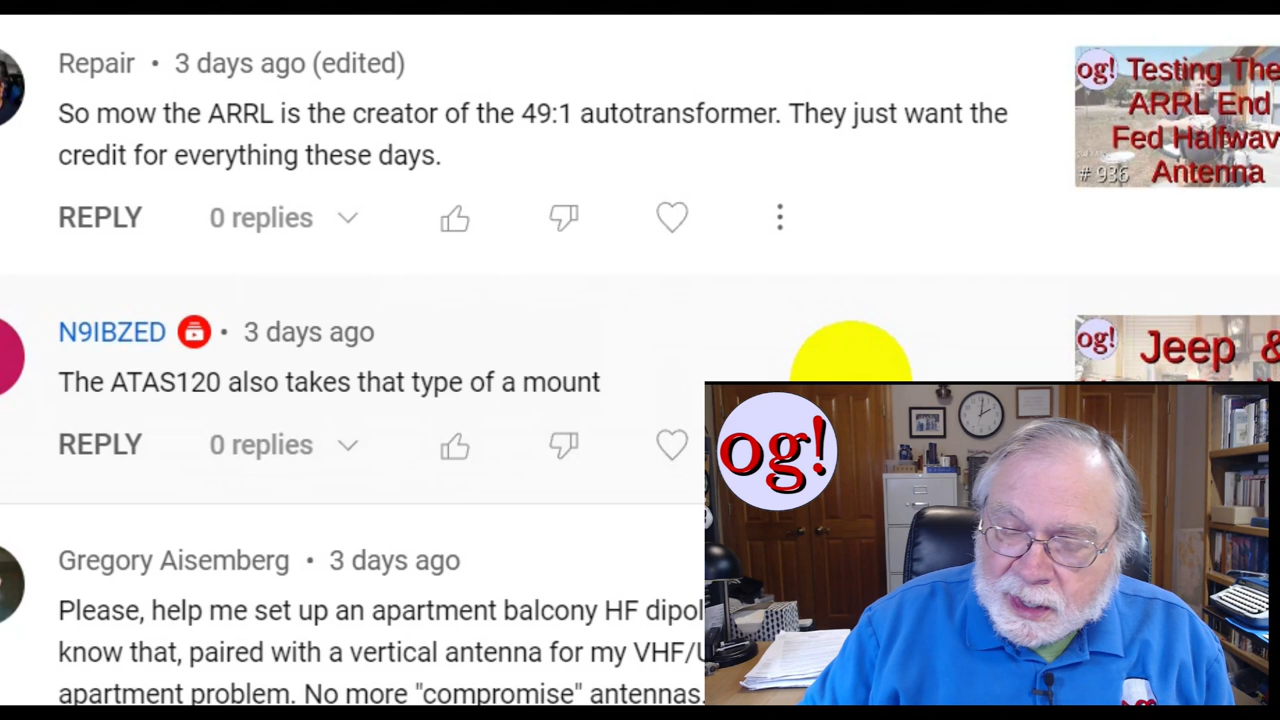 Repair • 3 days ago (edited)
So mow the ARRL is the creator of the 49:1 autotransformer. They just want the
credit for everything these days.
REPLY 0 replies
og! Testing The
ARRL End
Fed Halfwav
# 936 Antenna
N9IBZED • 3 days ago
The ATAS120 also takes that type of a mount
REPLY 0 replies
og! Jeep &
og!
Gregory Aisemberg • 3 days ago
Please, help me set up an apartment balcony HF dipol
know that, paired with a vertical antenna for my VHF/U
apartment problem. No more "compromise" antennas.